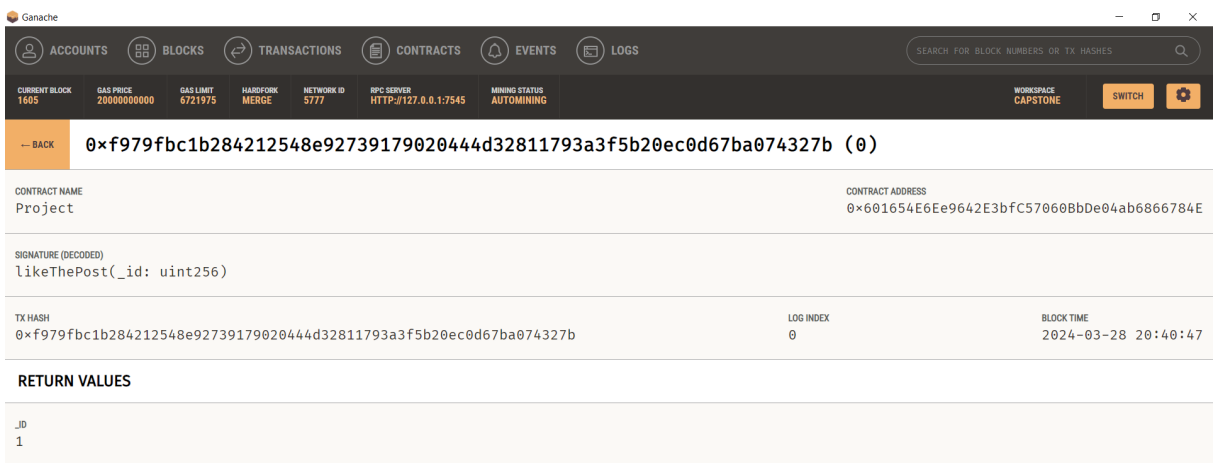 Ganache
ACCOUNTS BLOCKS TRANSACTIONS CONTRACTS EVENTS LOGS SEARCH FOR BLOCK NUMBERS OR TX HASHES
CURRENT BLOCK GAS PRICE GAS LIMIT HARDFORK NETWORK ID RPC SERVER MINING STATUS WORKSPACE
1605 20000000000 6721975 MERGE 5777 HTTP://127.0.0.1:7545 AUTOMINING CAPSTONE SWITCH
← BACK 0×f979fbc1b284212548e92739179020444d32811793a3f5b20ec0d67ba074327b (0)
CONTRACT NAME CONTRACT ADDRESS
Project 0×601654E6Ee9642E3bfC57060BbDe04ab6866784E
SIGNATURE (DECODED)
likeThePost(_id: uint256)
TX HASH LOG INDEX BLOCK TIME
0×f979fbc1b284212548e92739179020444d32811793a3f5b20ec0d67ba074327b 0 2024-03-28 20:40:47
RETURN VALUES
_ID
1